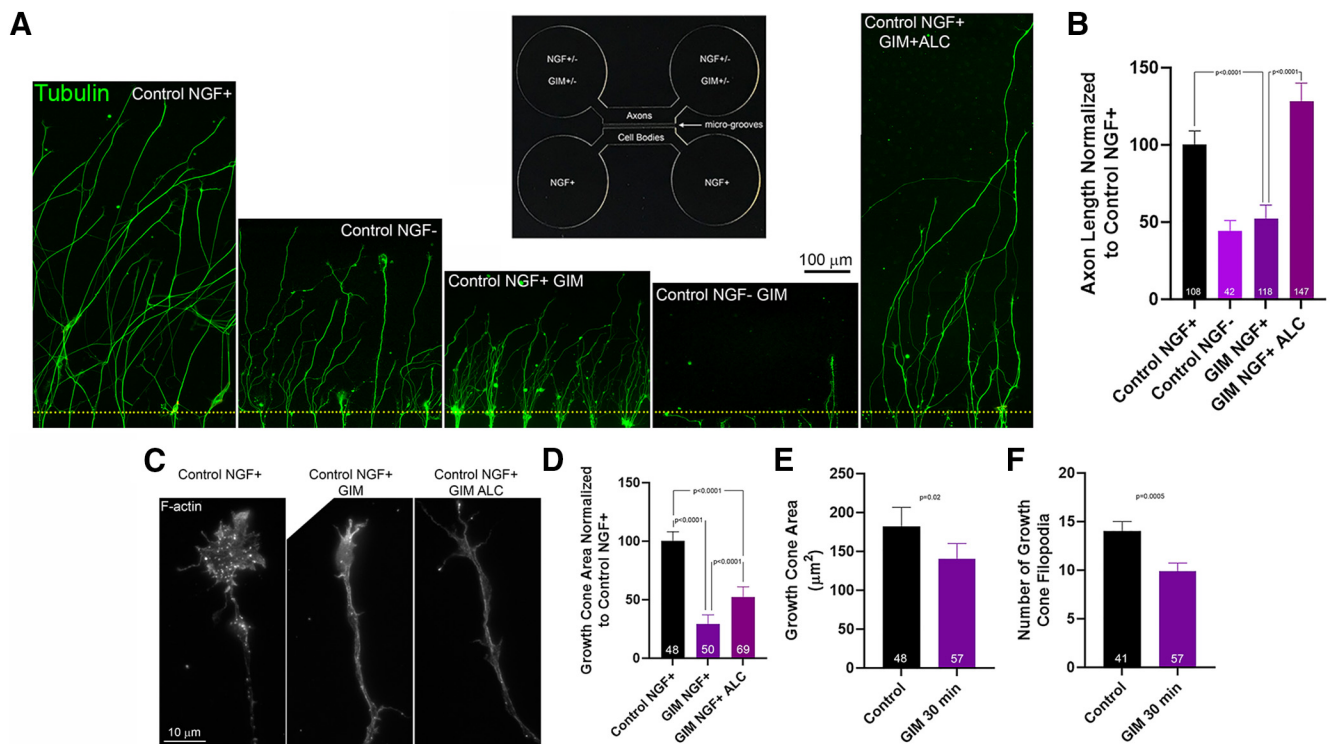 A
Tubulin
Control NGF+
Control NGF-
Control NGF+ GIM
NGF+/-
GIM+/-
NGF+/-
GIM+/-
Axons
micro-grooves
Cell Bodies
NGF+
NGF+
100 μm
Control NGF- GIM
Control NGF+
GIM+ALC
B
Axon Length Normalized
to Control NGF+
150
100
50
0
p<0.0001
p<0.0001
108
42
118
147
Control NGF+
Control NGF-
GIM NGF+
GIM NGF+ ALC
C
Control NGF+
Control NGF+
GIM
Control NGF+
GIM ALC
F-actin
10 μm
D
Growth Cone Area Normalized
to Control NGF+
150
100
50
0
p<0.0001
p<0.0001
p<0.0001
48
50
69
Control NGF+
GIM NGF+
GIM NGF+ ALC
E
Growth Cone Area
(μm²)
250
200
150
100
50
0
p=0.02
48
57
Control
GIM 30 min
F
Number of Growth
Cone Filopodia
20
15
10
5
0
p=0.0005
41
57
Control
GIM 30 min